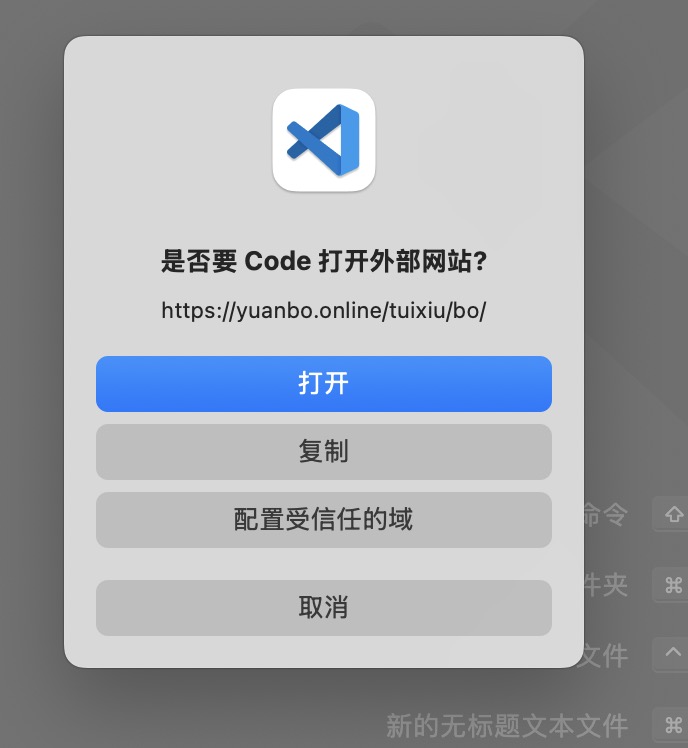 是否要 Code 打开外部网站?
https://yuanbo.online/tuixiu/bo/
打开
复制
配置受信任的域
取消
命令 ⇧
件夹 ⌘
文件 ^
新的无标题文本文件 ⌘